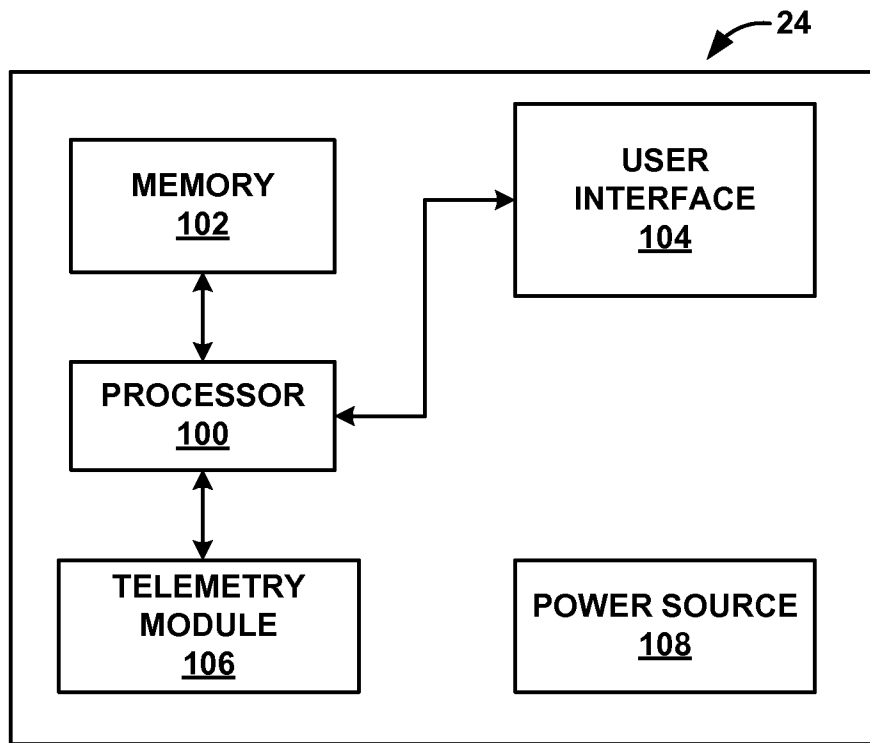 24
MEMORY
102
USER
INTERFACE
104
PROCESSOR
100
TELEMETRY
MODULE
106
POWER SOURCE
108